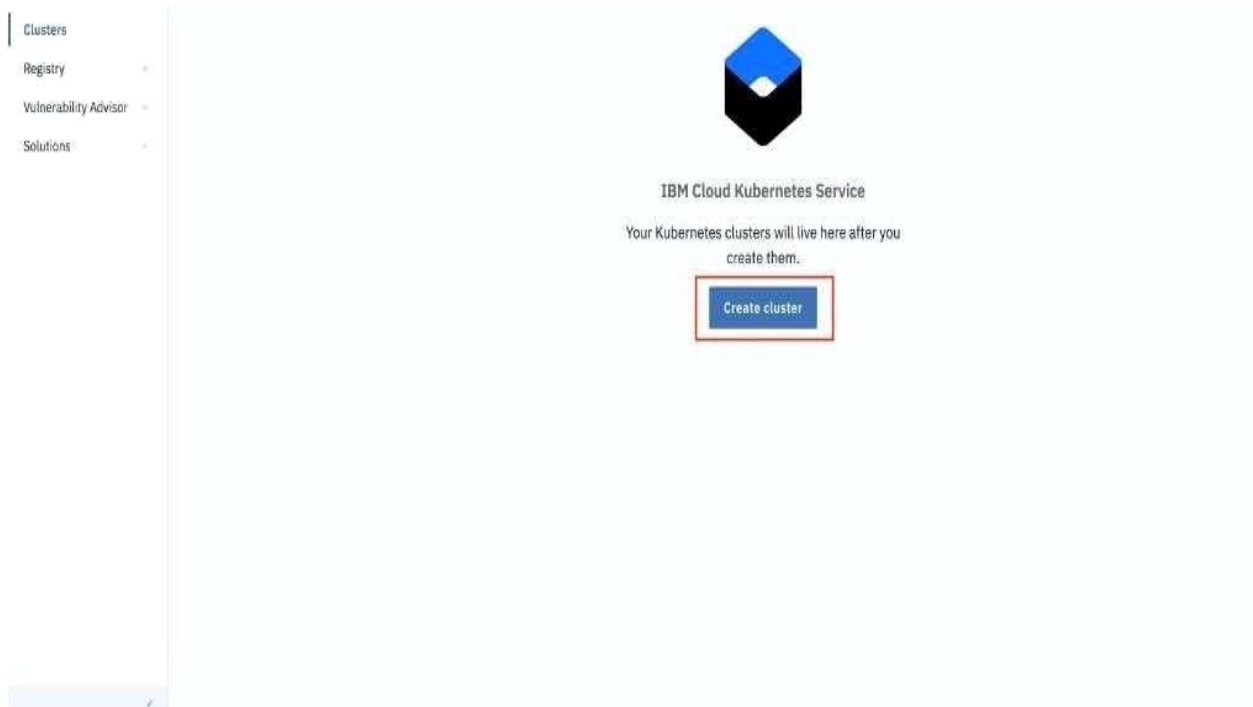 Clusters
Registry
Vulnerability Advisor
Solutions
IBM Cloud Kubernetes Service
Your Kubernetes clusters will live here after you
create them.
Create cluster